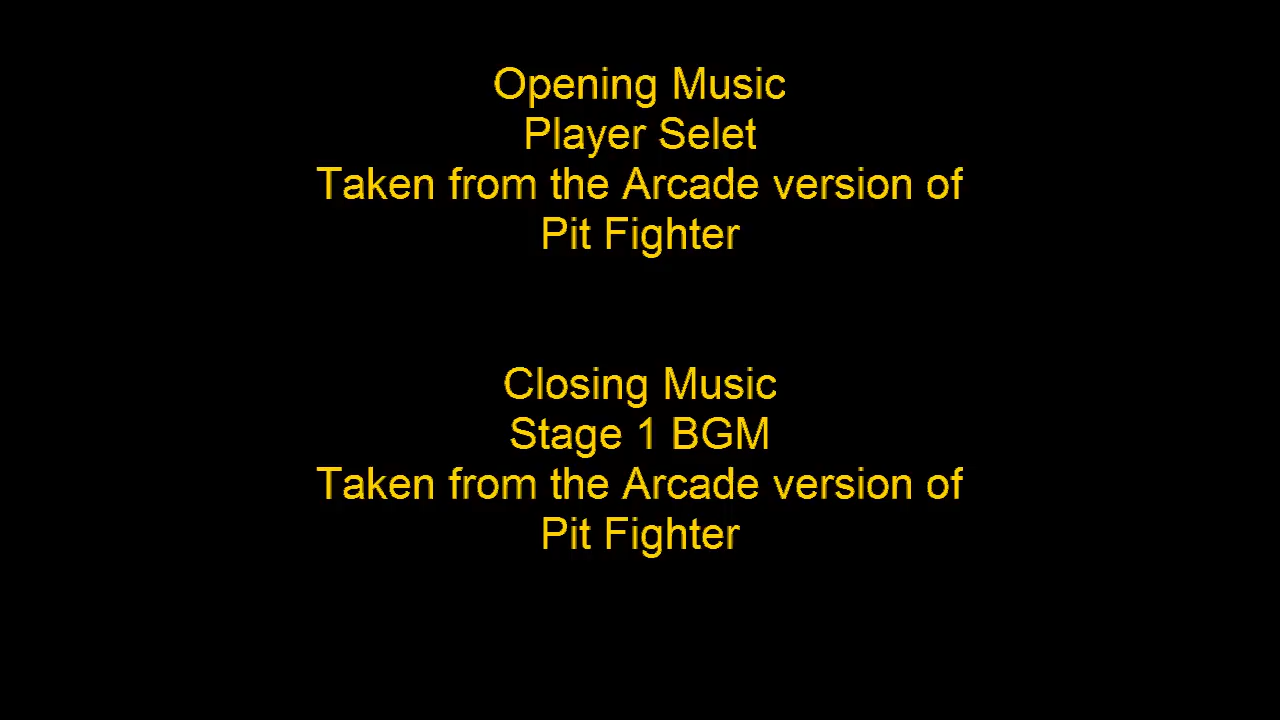 Opening Music
Player Selet
Taken from the Arcade version of
Pit Fighter
Closing Music
Stage 1 BGM
Taken from the Arcade version of
Pit Fighter